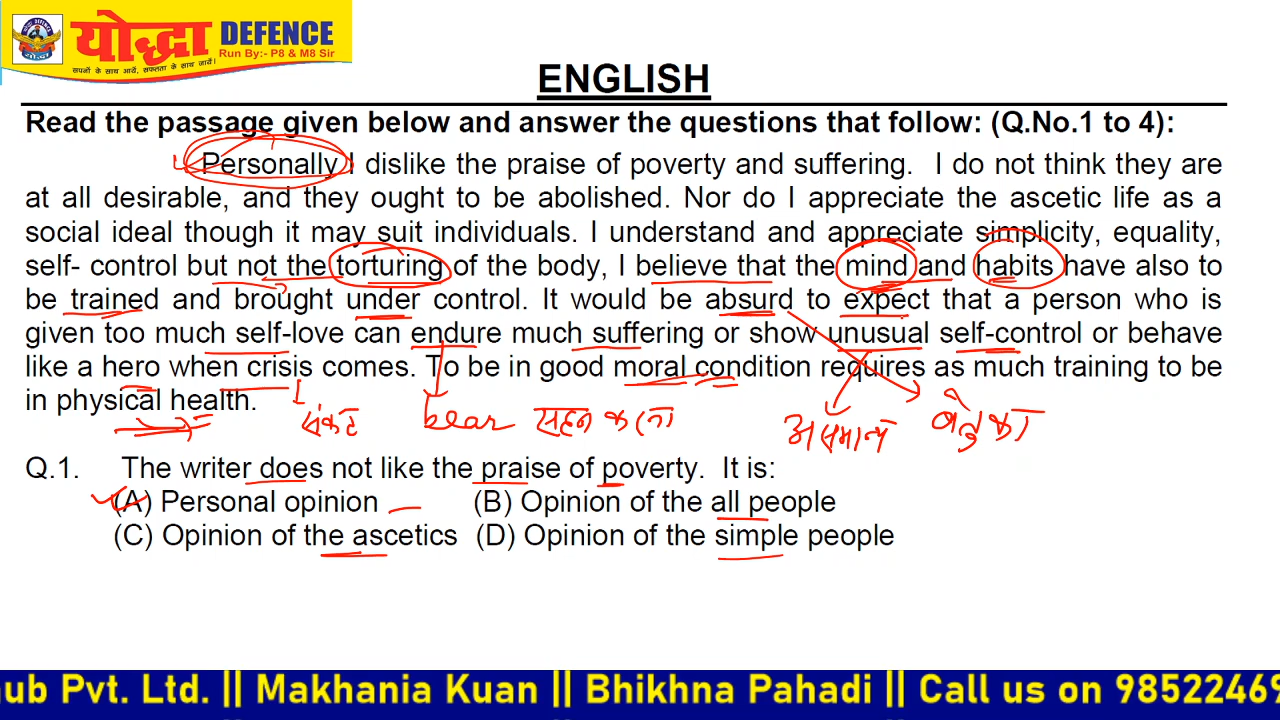 योद्धा DEFENCE
Run By:- P8 & M8 Sir
सपनों के साथ आयें, सफलता के साथ जायें।
ENGLISH
Read the passage given below and answer the questions that follow: (Q.No.1 to 4):
Personally I dislike the praise of poverty and suffering. I do not think they are
at all desirable, and they ought to be abolished. Nor do I appreciate the ascetic life as a
social ideal though it may suit individuals. I understand and appreciate simplicity, equality,
self- control but not the torturing of the body, I believe that the mind and habits have also to
be trained and brought under control. It would be absurd to expect that a person who is
given too much self-love can endure much suffering or show unusual self-control or behave
like a hero when crisis comes. To be in good moral condition requires as much training to be
in physical health.
संकट bear सहन करना असमान्य बेतुका
Q.1. The writer does not like the praise of poverty. It is:
(A) Personal opinion (B) Opinion of the all people
(C) Opinion of the ascetics (D) Opinion of the simple people
ub Pvt. Ltd. || Makhania Kuan || Bhikhna Pahadi || Call us on 9852246